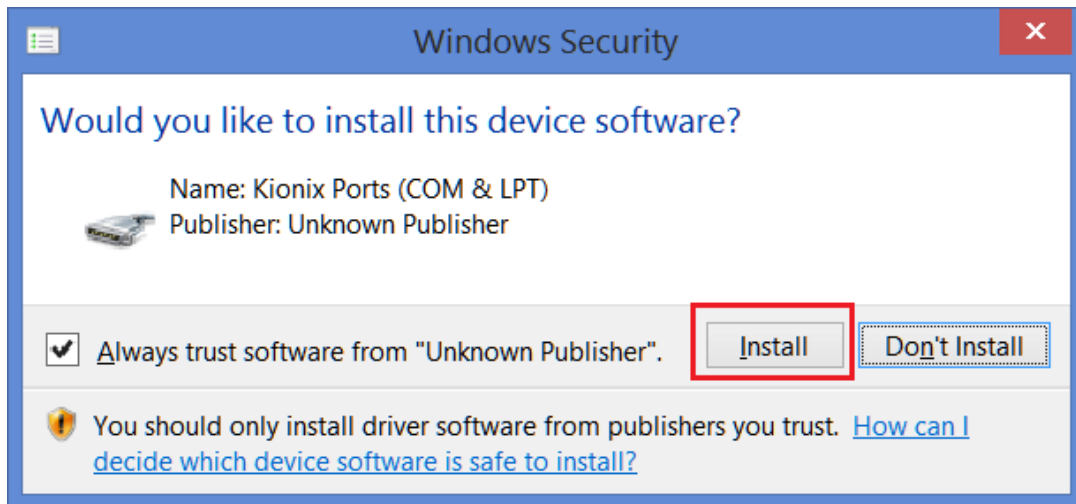 Windows Security
Would you like to install this device software?
Name: Kionix Ports (COM & LPT)
Publisher: Unknown Publisher
Always trust software from "Unknown Publisher".
Install
Don't Install
You should only install driver software from publishers you trust. How can I
decide which device software is safe to install?